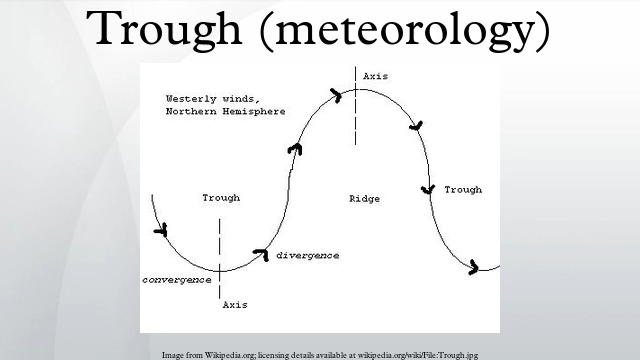 Trough (meteorology)
Axis
Westerly winds,
Northern Hemisphere
Trough
Ridge
Trough
divergence
convergence
Axis
Image from Wikipedia.org; licensing details available at wikipedia.org/wiki/File:Trough.jpg